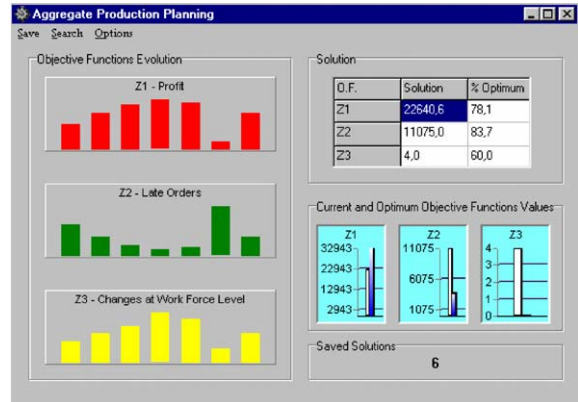 Aggregate Production Planning
Save Search Options
Objective Functions Evolution
Z1 - Profit
Z2 - Late Orders
Z3 - Changes at Work Force Level
Solution
O.F. Solution % Optimum
Z1 22640,6 78,1
Z2 11075,0 83,7
Z3 4,0 60,0
Current and Optimum Objective Functions Values
Z1 Z2 Z3
32943 11075 4
3
22943 6075 2
12943 1
2943 1075 0
Saved Solutions
6